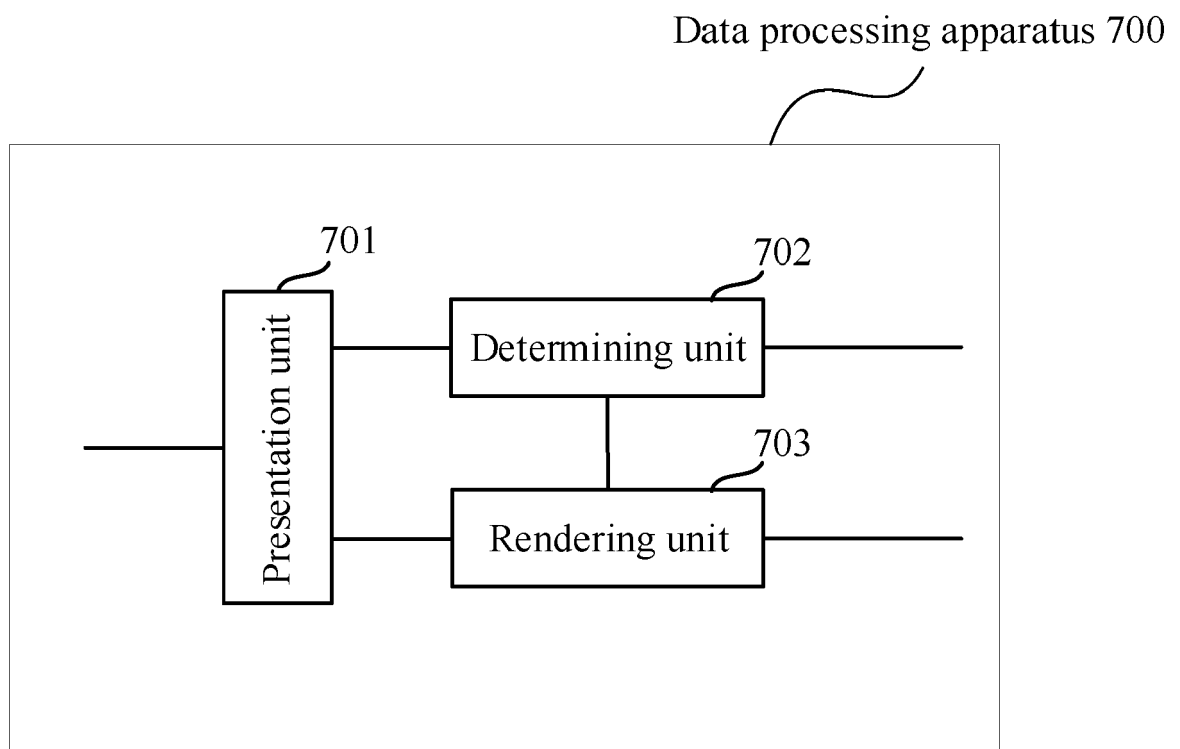 Data processing apparatus 700
701
702
Presentation unit
Determining unit
703
Rendering unit